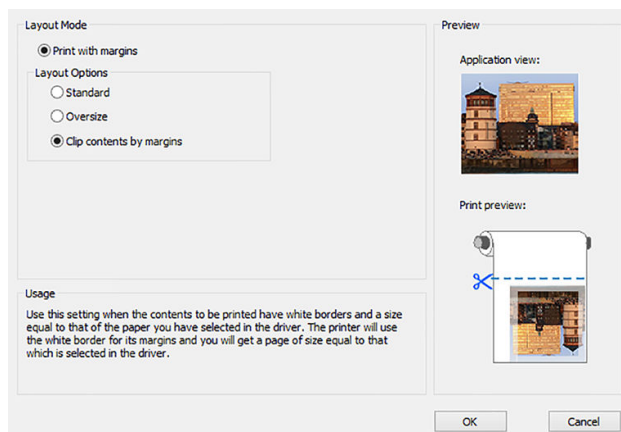 Layout Mode
Print with margins
Layout Options
Standard
Oversize
Clip contents by margins
Usage
Use this setting when the contents to be printed have white borders and a size
equal to that of the paper you have selected in the driver. The printer will use
the white border for its margins and you will get a page of size equal to that
which is selected in the driver.
Preview
Application view:
Print preview:
OK
Cancel